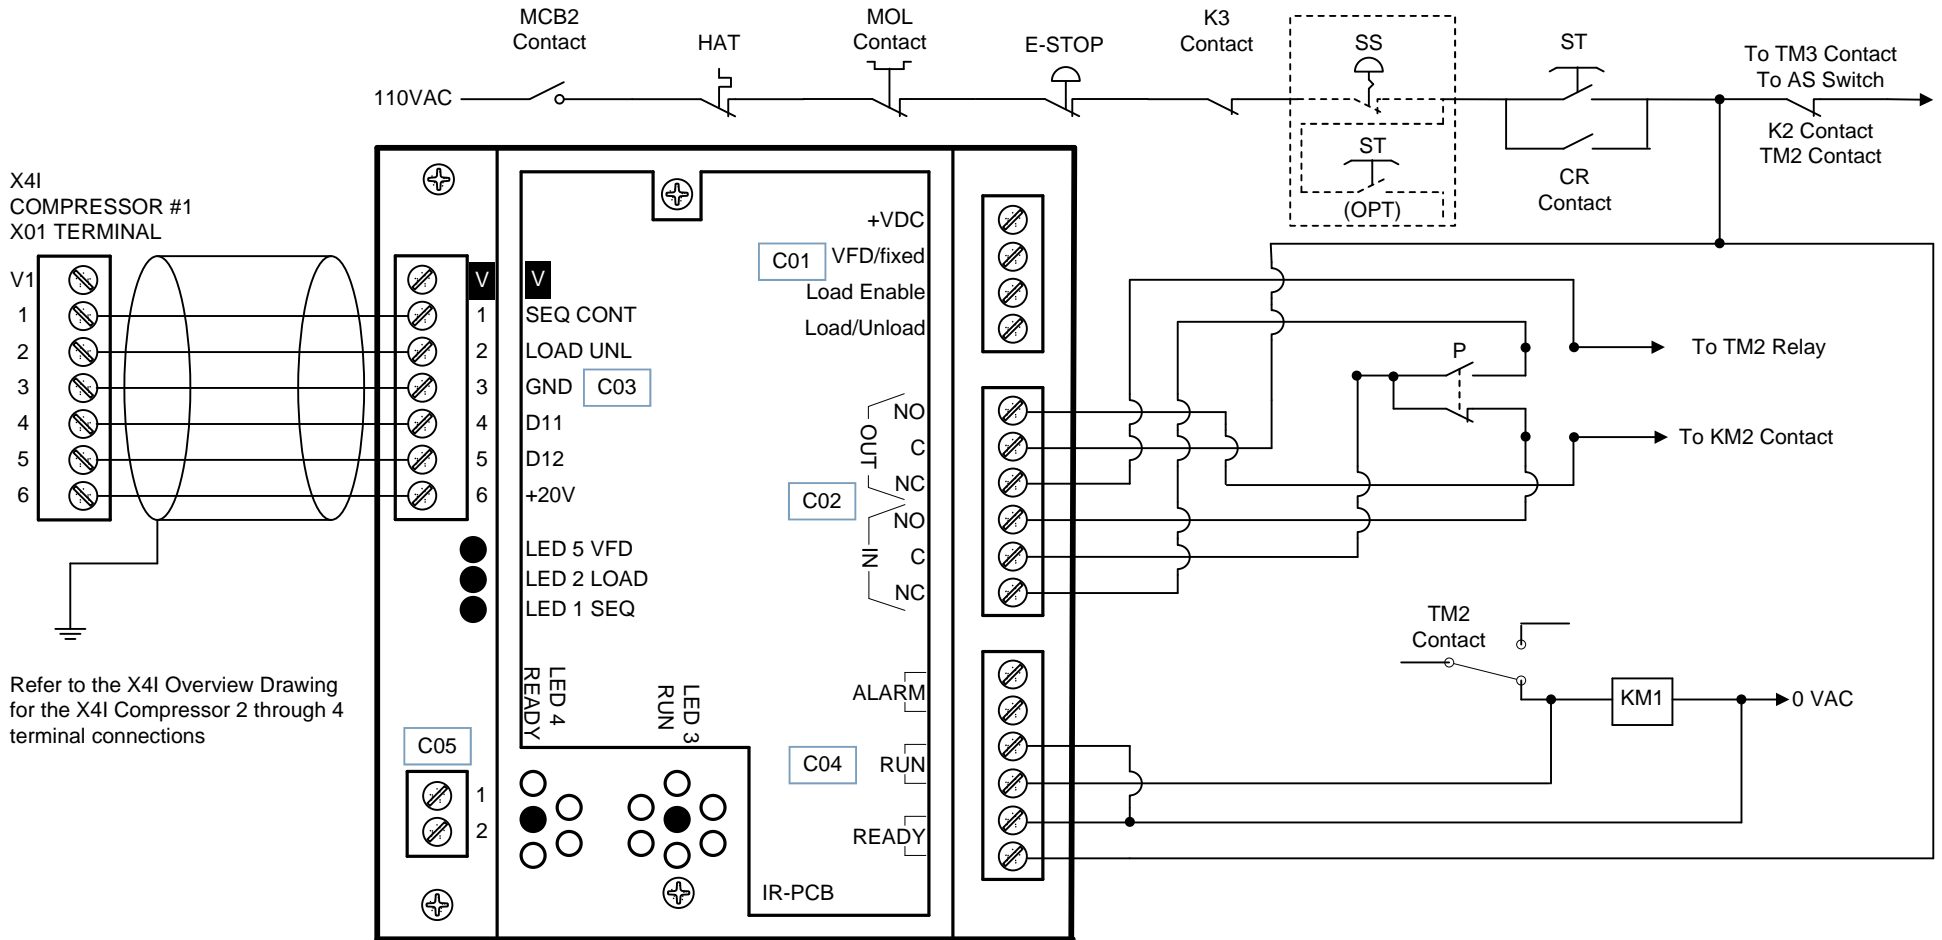 MCB2
Contact
HAT
MOL
Contact
E-STOP
K3
Contact
SS
ST
To TM3 Contact
To AS Switch
110VAC
K2 Contact
TM2 Contact
ST
(OPT)
CR
Contact
X4I
COMPRESSOR #1
X01 TERMINAL
V1
1
2
3
4
5
6
V
1
2
3
4
5
6
V
SEQ CONT
LOAD UNL
GND
C03
D11
D12
+20V
LED 5 VFD
LED 2 LOAD
LED 1 SEQ
+VDC
C01
VFD/fixed
Load Enable
Load/Unload
NO
C
NC
OUT
C02
NO
C
NC
IN
To TM2 Relay
P
To KM2 Contact
TM2
Contact
KM1
0 VAC
Refer to the X4I Overview Drawing
for the X4I Compressor 2 through 4
terminal connections
LED 4
READY
LED 3
RUN
ALARM
C04
RUN
READY
C05
1
2
IR-PCB